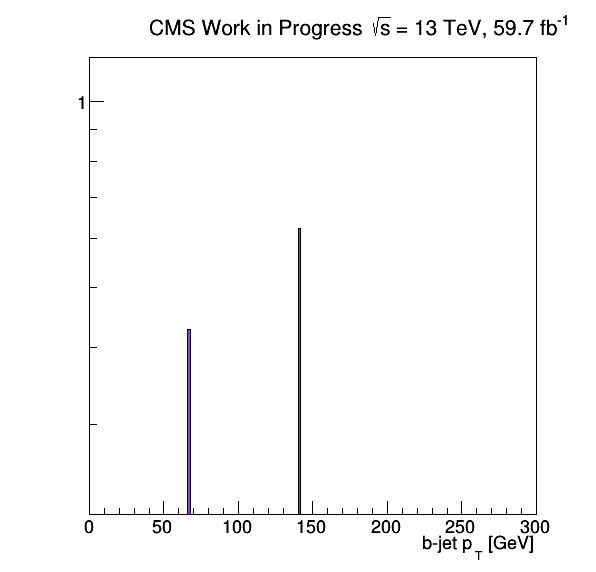 CMS Work in Progress √s = 13 TeV, 59.7 fb-1
1
0 50 100 150 200 250 300
b-jet pT [GeV]